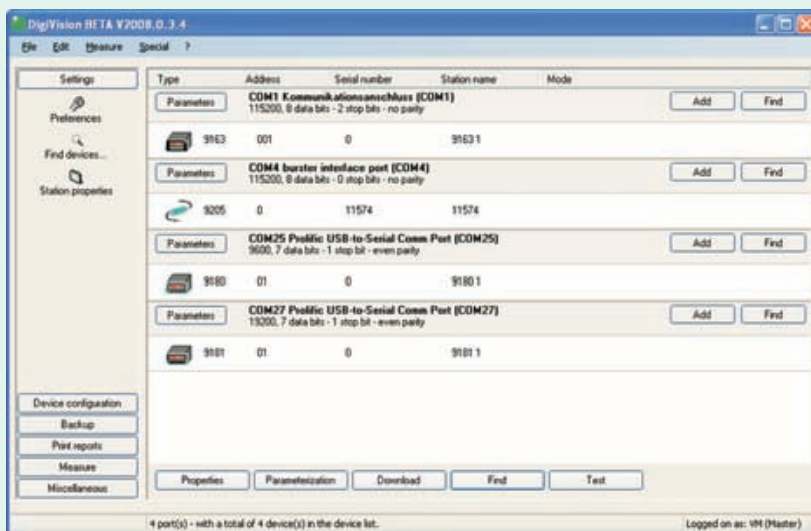 DigiVision BETA V2008.0.3.4
File Edit Measure Special ?
Settings
Preferences
Find devices...
Station properties
Device configuration
Backup
Print reports
Measure
Miscellaneous
Type Address Serial number Station name Mode
Parameters COM1 Kommunikationsanschluss (COM1) Add Find
115200, 8 data bits - 2 stop bits - no parity
9163 001 0 9163 1
Parameters COM4 burster interface port (COM4) Add Find
115200, 8 data bits - 0 stop bits - no parity
9205 0 11574 11574
Parameters COM25 Prolific USB-to-Serial Comm Port (COM25) Add Find
9600, 7 data bits - 1 stop bit - even parity
9180 01 0 9180 1
Parameters COM27 Prolific USB-to-Serial Comm Port (COM27) Add Find
19200, 7 data bits - 1 stop bit - even parity
9181 01 0 9181 1
Properties Parameterization Download Find Test
4 port(s) - with a total of 4 device(s) in the device list. Logged on as: VM (Master)